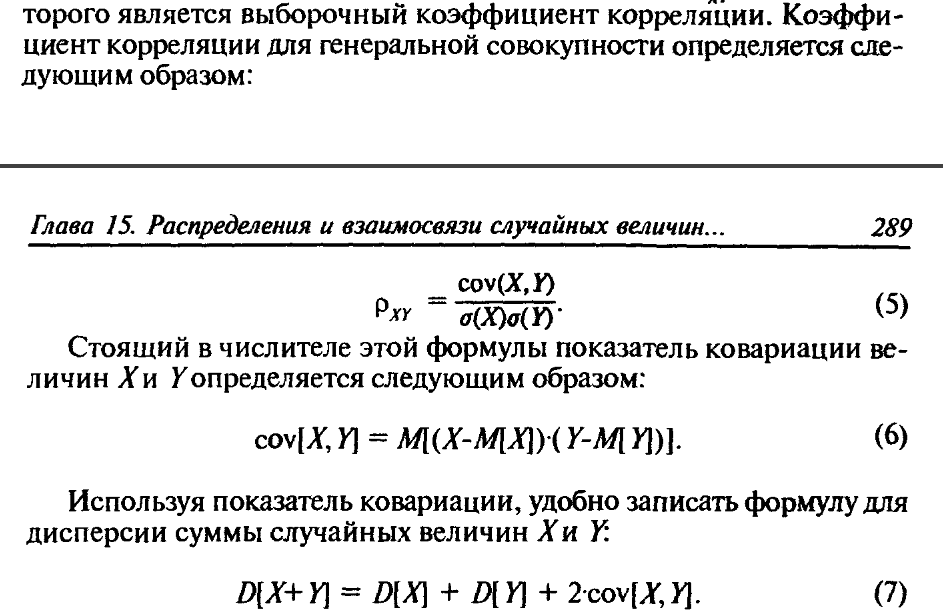 торого является выборочный коэффициент корреляции. Коэффи-
циент корреляции для генеральной совокупности определяется сле-
дующим образом:
Глава 15. Распределения и взаимосвязи случайных величин... 289
ρXY = cov(X,Y) / σ(X)σ(Y). (5)
Стоящий в числителе этой формулы показатель ковариации ве-
личин X и Y определяется следующим образом:
cov[X, Y] = M[(X-M[X])·(Y-M[Y])]. (6)
Используя показатель ковариации, удобно записать формулу для
дисперсии суммы случайных величин X и Y:
D[X+Y] = D[X] + D[Y] + 2·cov[X, Y]. (7)